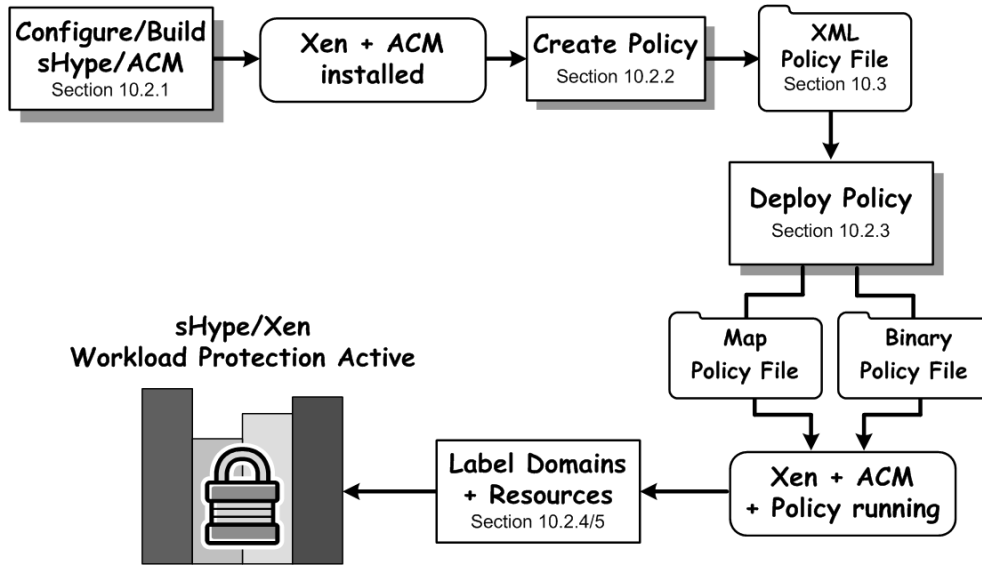 Configure/Build
sHype/ACM
Section 10.2.1
Xen + ACM
installed
Create Policy
Section 10.2.2
XML
Policy File
Section 10.3
Deploy Policy
Section 10.2.3
Map
Policy File
Binary
Policy File
Xen + ACM
+ Policy running
Label Domains
+ Resources
Section 10.2.4/5
sHype/Xen
Workload Protection Active